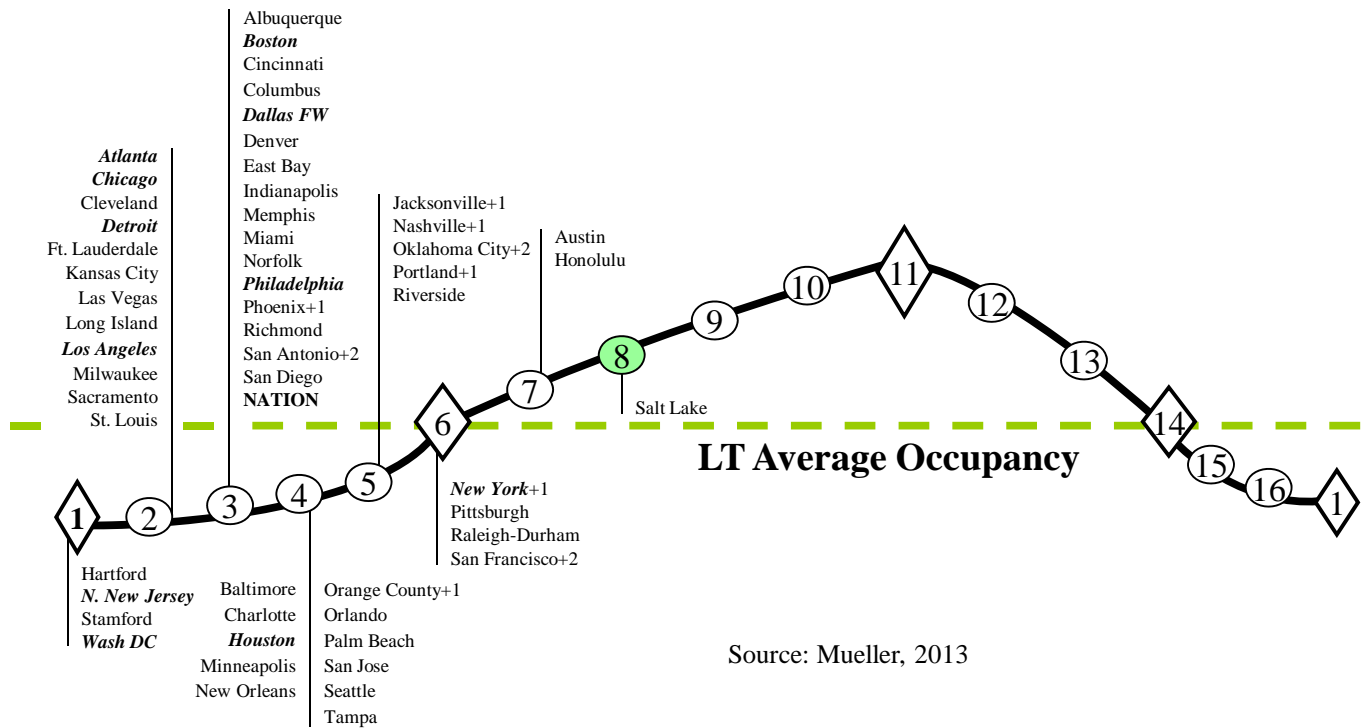 Albuquerque
Boston
Cincinnati
Columbus
Dallas FW
Denver
East Bay
Indianapolis
Memphis
Miami
Norfolk
Philadelphia
Phoenix+1
Richmond
San Antonio+2
San Diego
NATION
Atlanta
Chicago
Cleveland
Detroit
Ft. Lauderdale
Kansas City
Las Vegas
Long Island
Los Angeles
Milwaukee
Sacramento
St. Louis
Jacksonville+1
Nashville+1
Oklahoma City+2
Portland+1
Riverside
Austin
Honolulu
Salt Lake
1
2
3
4
5
6
7
8
9
10
11
12
13
14
15
16
1
LT Average Occupancy
New York+1
Pittsburgh
Raleigh-Durham
San Francisco+2
Hartford
N. New Jersey
Stamford
Wash DC
Baltimore
Charlotte
Houston
Minneapolis
New Orleans
Orange County+1
Orlando
Palm Beach
San Jose
Seattle
Tampa
Source: Mueller, 2013